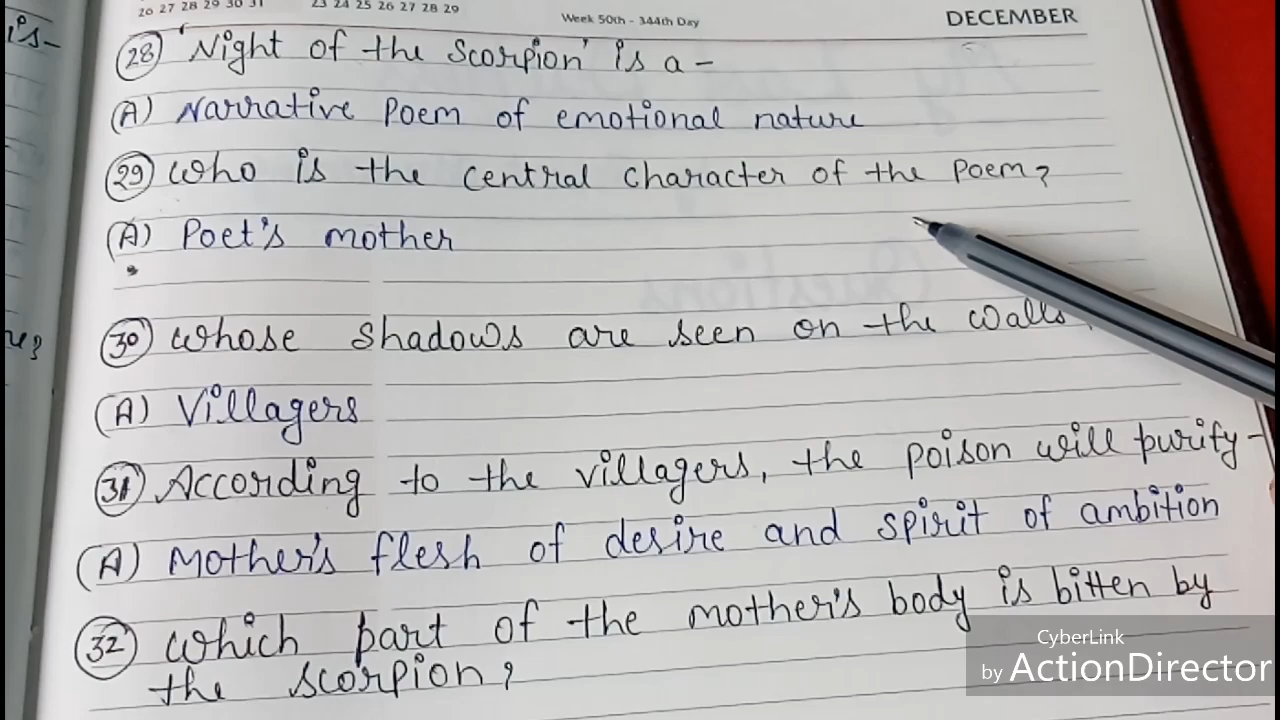 20 27 28 29 30 31
23 24 25 26 27 28 29
Week 50th - 344th Day
DECEMBER
is-
(28) 'Night of the Scorpion' is a -
(A) Narrative Poem of emotional nature
(29) Who is the central character of the Poem?
(A) Poet's mother
(30) Whose shadows are seen on the walls
(A) Villagers
(31) According to the villagers, the poison will purify-
(A) Mother's flesh of desire and spirit of ambition
(32) Which part of the mother's body is bitten by
the scorpion?
CyberLink
by ActionDirector